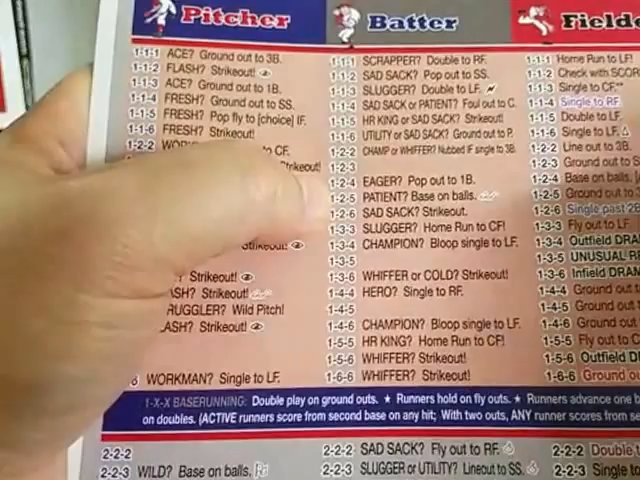 Pitcher Batter Fielde
1-1-1 ACE? Ground out to 3B.
1-1-2 FLASH? Strikeout!
1-1-3 ACE? Ground out to 1B.
1-1-4 FRESH? Ground out to SS.
1-1-5 FRESH? Pop fly to [choice] IF.
1-1-6 FRESH? Strikeout!
1-2-2 CF.
Strikeout!
Strikeout!
Strikeout!
ASH? Strikeout!
RUGGLER? Wild Pitch!
LASH? Strikeout!
6 WORKMAN? Single to LF.
1-1-1 SCRAPPER? Double to RF.
1-1-2 SAD SACK? Pop out to SS.
1-1-3 SLUGGER? Double to LF.
1-1-4 SAD SACK or PATIENT? Foul out to C.
1-1-5 HR KING or SAD SACK? Strikeout!
1-1-6 UTILITY or SAD SACK? Ground out to P.
1-2-2 CHAMP or WHIFFER? Nubbed IF single to 3B.
1-2-3
1-2-4 EAGER? Pop out to 1B.
1-2-5 PATIENT? Base on balls.
1-2-6 SAD SACK? Strikeout.
1-3-3 SLUGGER? Home Run to CF!
1-3-4 CHAMPION? Bloop single to LF.
1-3-5
1-3-6 WHIFFER or COLD? Strikeout!
1-4-4 HERO? Single to RF.
1-4-5
1-4-6 CHAMPION? Bloop single to LF.
1-5-5 HR KING? Home Run to CF!
1-5-6 WHIFFER? Strikeout!
1-6-6 WHIFFER? Strikeout!
1-1-1 Home Run to LF!
1-1-2 Check with SCOR
1-1-3 Single to CF.**
1-1-4 Single to RF
1-1-5 Double to LF.
1-1-6 Single to LF.
1-2-2 Line out to 3B.
1-2-3 Ground out to S
1-2-4 Base on balls.
1-2-5 Ground out to
1-2-6 Single past 2B
1-3-3 Fly out to LF
1-3-4 Outfield DRA
1-3-5 UNUSUAL R
1-3-6 Infield DRAM
1-4-4 Ground out
1-4-5 Ground out
1-4-6 Ground out
1-5-5 Fly out to C
1-5-6 Outfield D
1-6-6 Ground ou
1-X-X BASERUNNING: Double play on ground outs. ★ Runners hold on fly outs. ★ Runners advance one b
on doubles. (ACTIVE runners score from second base on any hit; With two outs, ANY runner scores from s
2-2-2
2-2-3 WILD? Base on balls.
2-2-2 SAD SACK? Fly out to RF.
2-2-3 SLUGGER or UTILITY? Lineout to SS.
2-2-2 Double t
2-2-3 Single to